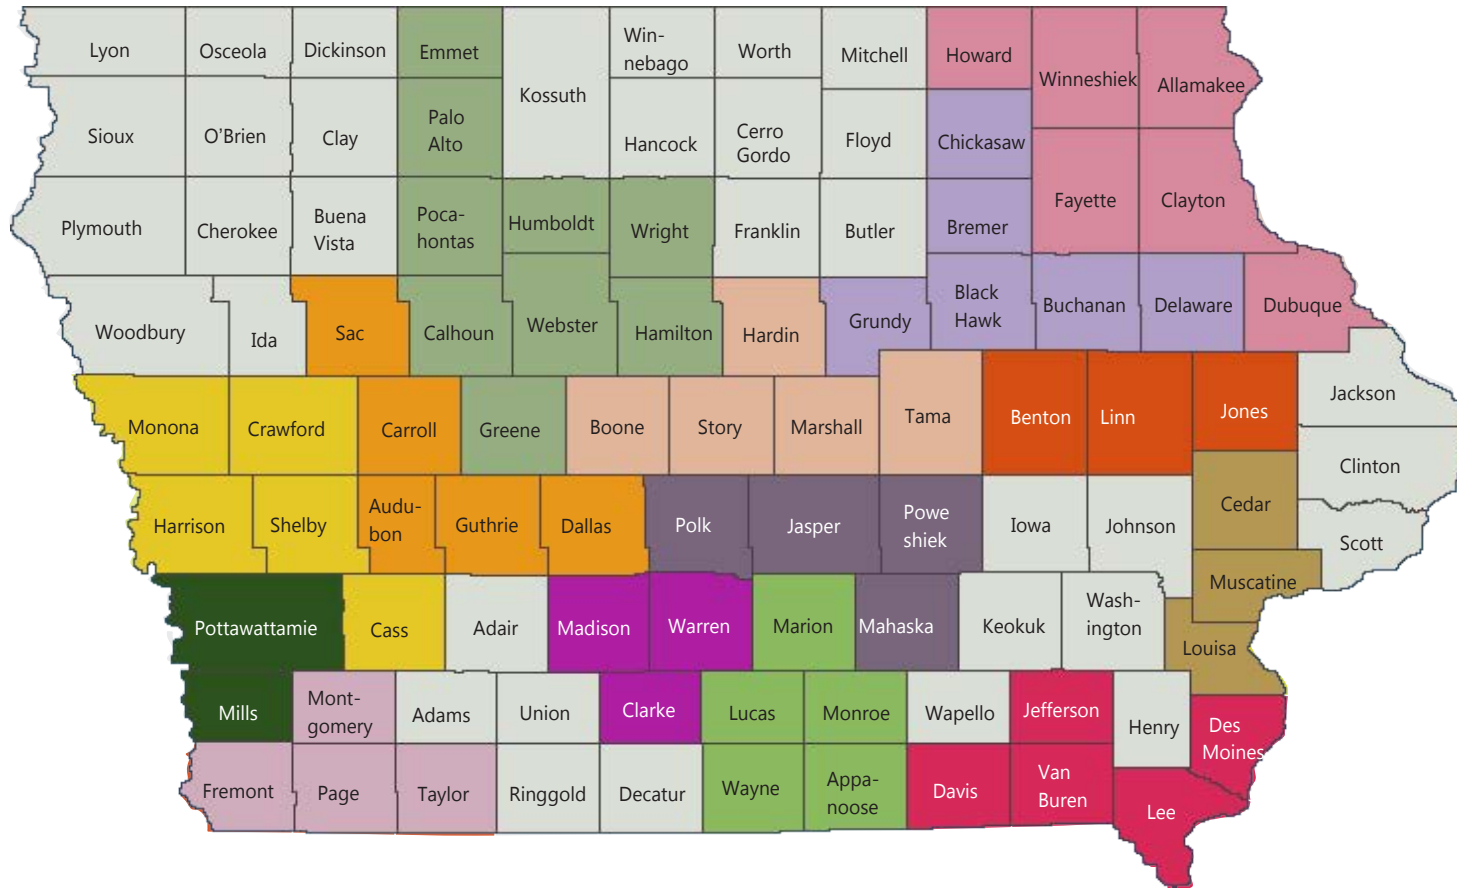 Lyon
Osceola
Dickinson
Emmet
Kossuth
Win-
nebago
Worth
Mitchell
Howard
Winneshiek
Allamakee
Sioux
O'Brien
Clay
Palo
Alto
Hancock
Cerro
Gordo
Floyd
Chickasaw
Plymouth
Cherokee
Buena
Vista
Poca-
hontas
Humboldt
Wright
Franklin
Butler
Bremer
Fayette
Clayton
Woodbury
Ida
Sac
Calhoun
Webster
Hamilton
Hardin
Grundy
Black
Hawk
Buchanan
Delaware
Dubuque
Monona
Crawford
Carroll
Greene
Boone
Story
Marshall
Tama
Benton
Linn
Jones
Jackson
Clinton
Harrison
Shelby
Audu-
bon
Guthrie
Dallas
Polk
Jasper
Powe
shiek
Iowa
Johnson
Cedar
Scott
Muscatine
Pottawattamie
Cass
Adair
Madison
Warren
Marion
Mahaska
Keokuk
Wash-
ington
Louisa
Mills
Mont-
gomery
Adams
Union
Clarke
Lucas
Monroe
Wapello
Jefferson
Henry
Des
Moines
Fremont
Page
Taylor
Ringgold
Decatur
Wayne
Appa-
noose
Davis
Van
Buren
Lee